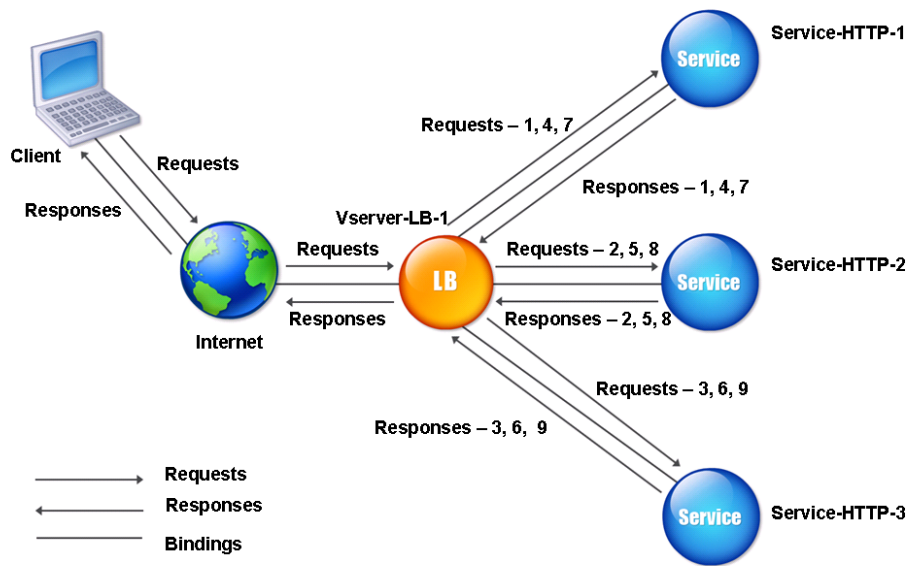 Service-HTTP-1
Service
Requests – 1, 4, 7
Client
Requests
Responses – 1, 4, 7
Responses
Vserver-LB-1
Requests
Requests – 2, 5, 8
Service-HTTP-2
LB
Service
Responses
Responses – 2, 5, 8
Internet
Requests – 3, 6, 9
Responses – 3, 6, 9
Requests
Responses
Service
Service-HTTP-3
Bindings